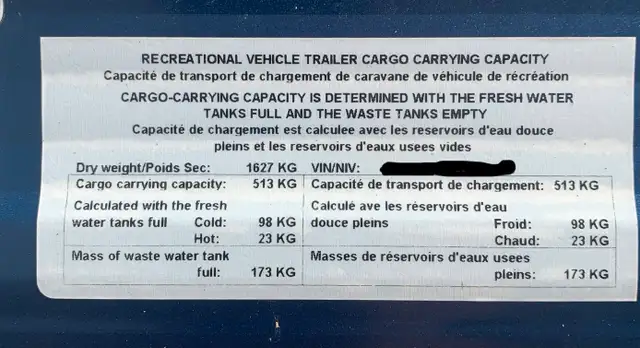 RECREATIONAL VEHICLE TRAILER CARGO CARRYING CAPACITY
Capacité de transport de chargement de caravane de véhicule de récréation
CARGO-CARRYING CAPACITY IS DETERMINED WITH THE FRESH WATER
TANKS FULL AND THE WASTE TANKS EMPTY
Capacité de chargement est calculee avec les reservoirs d'eau douce
pleins et les reservoirs d'eaux usees vides
Dry weight/Poids Sec: 1627 KG VIN/NIV:
Cargo carrying capacity: 513 KG Capacité de transport de chargement: 513 KG
Calculated with the fresh Calculé ave les réservoirs d'eau
water tanks full Cold: 98 KG douce pleins Froid: 98 KG
Hot: 23 KG Chaud: 23 KG
Mass of waste water tank Masses de réservoirs d'eaux usees
full: 173 KG pleins: 173 KG